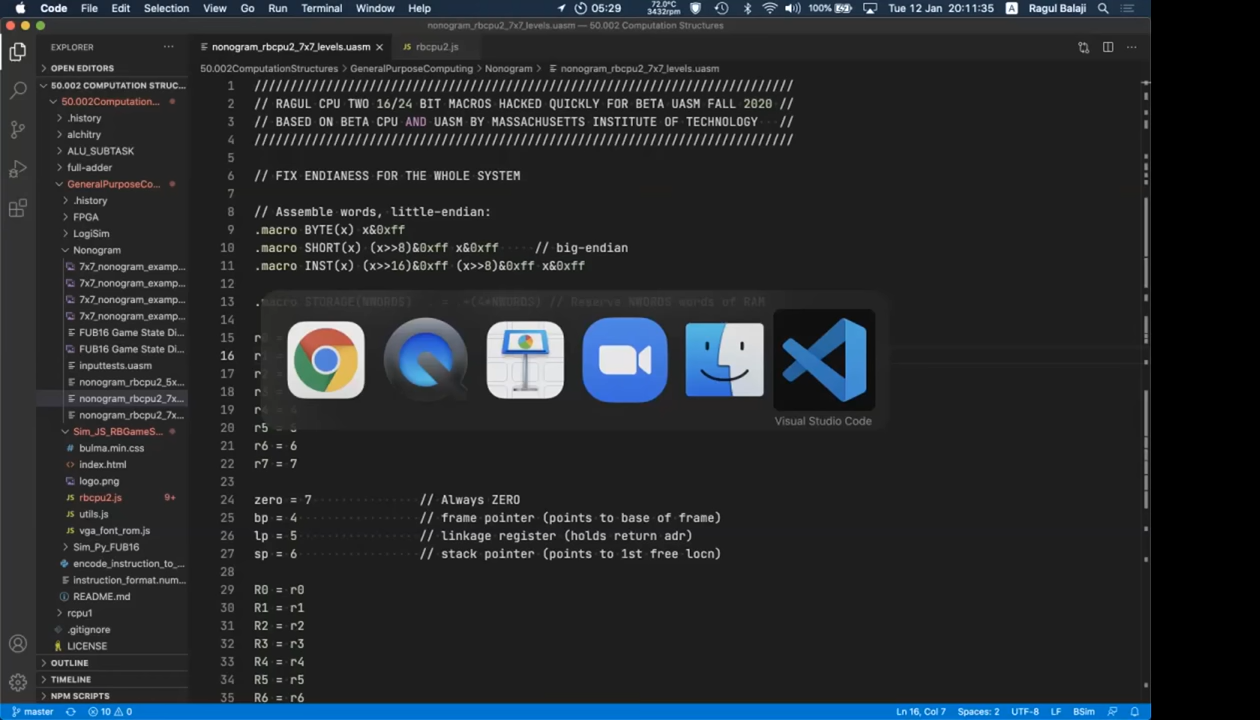 Code File Edit Selection View Go Run Terminal Window Help 05:29 72.0°C 3432rpm 100% Tue 12 Jan 20:11:35 A Ragul Balaji
nonogram_rbcpu2_7x7_levels.uasm — 50.002 Computation Structures
EXPLORER
nonogram_rbcpu2_7x7_levels.uasm × JS rbcpu2.js
OPEN EDITORS
50.002ComputationStructures > GeneralPurposeComputing > Nonogram > nonogram_rbcpu2_7x7_levels.uasm
50.002 COMPUTATION STRUC...
50.002Computation...
.history
alchitry
ALU_SUBTASK
full-adder
GeneralPurposeCo...
.history
FPGA
LogiSim
Nonogram
7x7_nonogram_examp...
7x7_nonogram_examp...
7x7_nonogram_examp...
7x7_nonogram_examp...
FUB16 Game State Di...
FUB16 Game State Di...
inputtests.uasm
nonogram_rbcpu2_5x...
nonogram_rbcpu2_7x...
nonogram_rbcpu2_7x...
Sim_JS_RBGameS...
bulma.min.css
<> index.html
logo.png
JS rbcpu2.js 9+
JS utils.js
JS vga_font_rom.js
Sim_Py_FUB16
encode_instruction_to_...
instruction_format.num...
README.md
rcpu1
.gitignore
LICENSE
OUTLINE
TIMELINE
NPM SCRIPTS
1 ///////////////////////////////////////////////////////////////////////////
2 // RAGUL CPU TWO 16/24 BIT MACROS HACKED QUICKLY FOR BETA UASM FALL 2020 //
3 // BASED ON BETA CPU AND UASM BY MASSACHUSETTS INSTITUTE OF TECHNOLOGY //
4 ///////////////////////////////////////////////////////////////////////////
5
6 // FIX ENDIANESS FOR THE WHOLE SYSTEM
7
8 // Assemble words, little-endian:
9 .macro BYTE(x) x&0xff
10 .macro SHORT(x) (x>>8)&0xff x&0xff // big-endian
11 .macro INST(x) (x>>16)&0xff (x>>8)&0xff x&0xff
12
13 .macro STORAGE(NWORDS) . = .+(4*NWORDS) // Reserve NWORDS words of RAM
14
15
16
17
18
19
20 r5
21 r6 = 6
22 r7 = 7
23
24 zero = 7 // Always ZERO
25 bp = 4 // frame pointer (points to base of frame)
26 lp = 5 // linkage register (holds return adr)
27 sp = 6 // stack pointer (points to 1st free locn)
28
29 R0 = r0
30 R1 = r1
31 R2 = r2
32 R3 = r3
33 R4 = r4
34 R5 = r5
35 R6 = r6
Visual Studio Code
master 10 0 Ln 16, Col 7 Spaces: 2 UTF-8 LF BSim